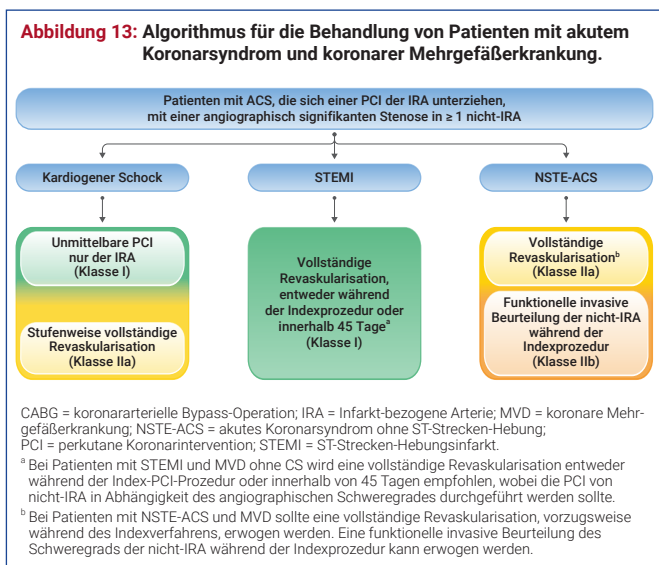 Abbildung 13: Algorithmus für die Behandlung von Patienten mit akutem
Koronarsyndrom und koronarer Mehrgefäßerkrankung.
Patienten mit ACS, die sich einer PCI der IRA unterziehen,
mit einer angiographisch signifikanten Stenose in ≥ 1 nicht-IRA
Kardiogener Schock
STEMI
NSTE-ACS
Unmittelbare PCI
nur der IRA
(Klasse I)
Stufenweise vollständige
Revaskularisation
(Klasse IIa)
Vollständige
Revaskularisation,
entweder während
der Indexprozedur oder
innerhalb 45 Tageᵃ
(Klasse I)
Vollständige
Revaskularisationᵇ
(Klasse IIa)
Funktionelle invasive
Beurteilung der nicht-IRA
während der
Indexprozedur
(Klasse IIb)
CABG = koronararterielle Bypass-Operation; IRA = Infarkt-bezogene Arterie; MVD = koronare Mehr-
gefäßerkrankung; NSTE-ACS = akutes Koronarsyndrom ohne ST-Strecken-Hebung;
PCI = perkutane Koronarintervention; STEMI = ST-Strecken-Hebungsinfarkt.
ᵃ Bei Patienten mit STEMI und MVD ohne CS wird eine vollständige Revaskularisation entweder
während der Index-PCI-Prozedur oder innerhalb von 45 Tagen empfohlen, wobei die PCI von
nicht-IRA in Abhängigkeit des angiographischen Schweregrades durchgeführt werden sollte.
ᵇ Bei Patienten mit NSTE-ACS und MVD sollte eine vollständige Revaskularisation, vorzugsweise
während des Indexverfahrens, erwogen werden. Eine funktionelle invasive Beurteilung des
Schweregrads der nicht-IRA während der Indexprozedur kann erwogen werden.